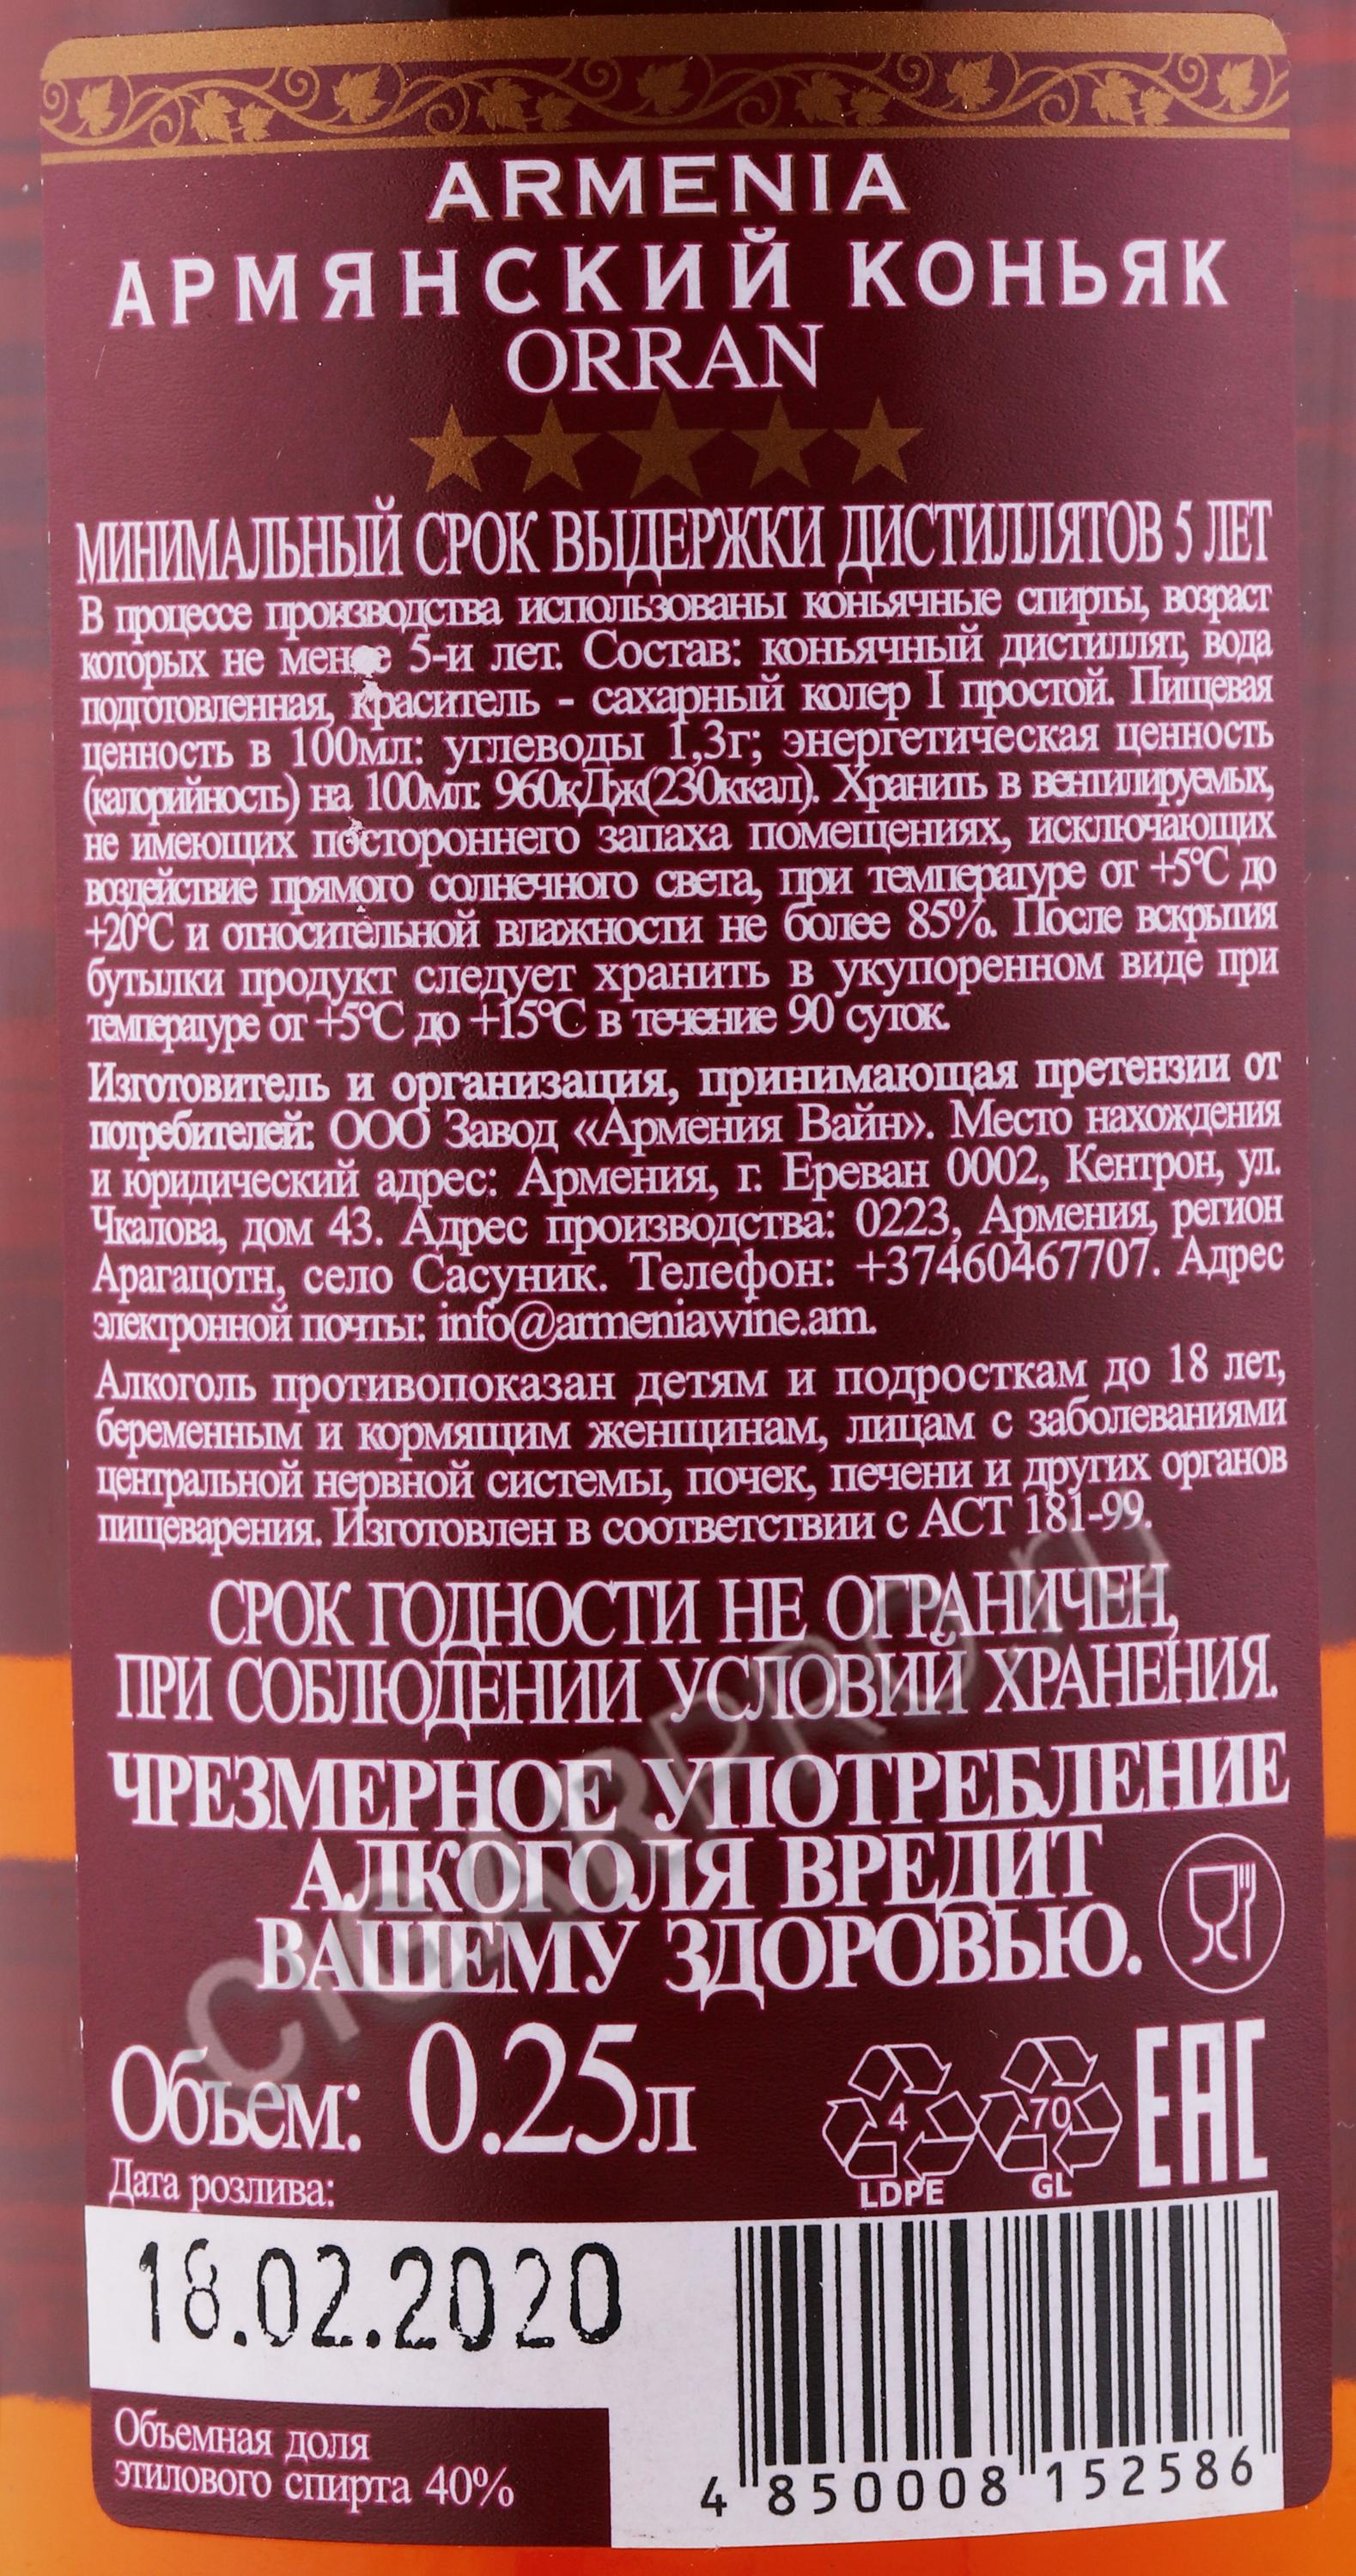 ARMENIA
АРМЯНСКИЙ КОНЬЯК
ORRAN
МИНИМАЛЬНЫЙ СРОК ВЫДЕРЖКИ ДИСТИЛЛЯТОВ 5 ЛЕТ
В процессе производства использованы коньячные спирты, возраст
которых не менее 5-и лет. Состав: коньячный дистиллят, вода
подготовленная, краситель - сахарный колер I простой. Пищевая
ценность в 100мл: углеводы 1,3г; энергетическая ценность
(калорийность) на 100мл: 960кДж(230ккал). Хранить в вентилируемых,
не имеющих постороннего запаха помещениях, исключающих
воздействие прямого солнечного света, при температуре от +5°C до
+20°C и относительной влажности не более 85%. После вскрытия
бутылки продукт следует хранить в укупоренном виде при
температуре от +5°C до +15°C в течение 90 суток.
Изготовитель и организация, принимающая претензии от
потребителей: ООО Завод «Армения Вайн». Место нахождения
и юридический адрес: Армения, г. Ереван 0002, Кентрон, ул.
Чкалова, дом 43. Адрес производства: 0223, Армения, регион
Арагацотн, село Сасуник. Телефон: +37460467707. Адрес
электронной почты: info@armeniawine.am.
Алкоголь противопоказан детям и подросткам до 18 лет,
беременным и кормящим женщинам, лицам с заболеваниями
центральной нервной системы, почек, печени и других органов
пищеварения. Изготовлен в соответствии с АСТ 181-99.
СРОК ГОДНОСТИ НЕ ОГРАНИЧЕН,
ПРИ СОБЛЮДЕНИИ УСЛОВИЙ ХРАНЕНИЯ.
ЧРЕЗМЕРНОЕ УПОТРЕБЛЕНИЕ
АЛКОГОЛЯ ВРЕДИТ
ВАШЕМУ ЗДОРОВЬЮ.
CIGARPRO.ru
Объем: 0.25л
4 LDPE
70 GL
EAC
Дата розлива:
18.02.2020
Объемная доля
этилового спирта 40%
4 850008 152586